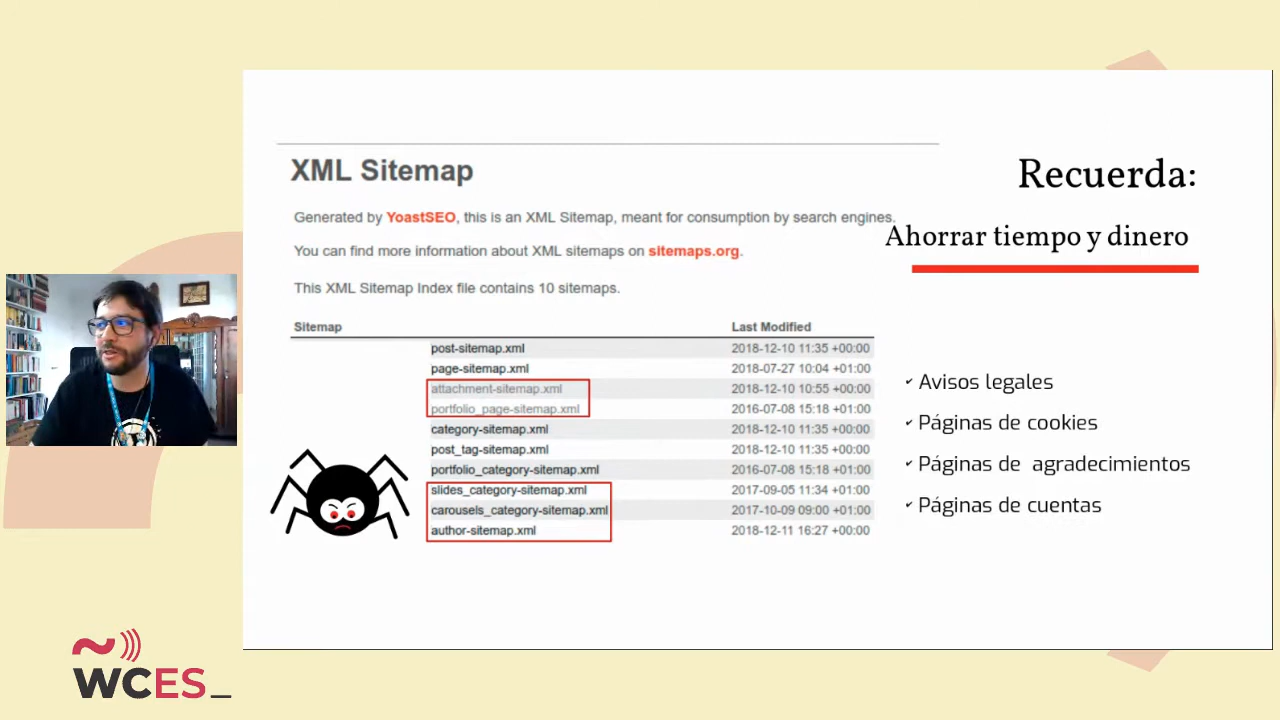 XML Sitemap
Generated by YoastSEO, this is an XML Sitemap, meant for consumption by search engines.
You can find more information about XML sitemaps on sitemaps.org.
This XML Sitemap Index file contains 10 sitemaps.
Sitemap Last Modified
post-sitemap.xml 2018-12-10 11:35 +00:00
page-sitemap.xml 2018-07-27 10:04 +01:00
attachment-sitemap.xml 2018-12-10 10:55 +00:00
portfolio_page-sitemap.xml 2016-07-08 15:18 +01:00
category-sitemap.xml 2018-12-10 11:35 +00:00
post_tag-sitemap.xml 2018-12-10 11:35 +00:00
portfolio_category-sitemap.xml 2016-07-08 15:18 +01:00
slides_category-sitemap.xml 2017-09-05 11:34 +01:00
carousels_category-sitemap.xml 2017-10-09 09:00 +01:00
author-sitemap.xml 2018-12-11 16:27 +00:00
Recuerda:
Ahorrar tiempo y dinero
✓ Avisos legales
✓ Páginas de cookies
✓ Páginas de agradecimientos
✓ Páginas de cuentas
WCES_